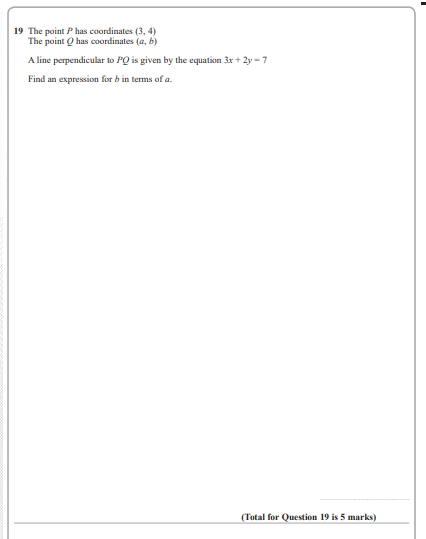 19 The point P has coordinates (3, 4)
The point Q has coordinates (a, b)
A line perpendicular to PQ is given by the equation 3x + 2y = 7
Find an expression for b in terms of a.
(Total for Question 19 is 5 marks)